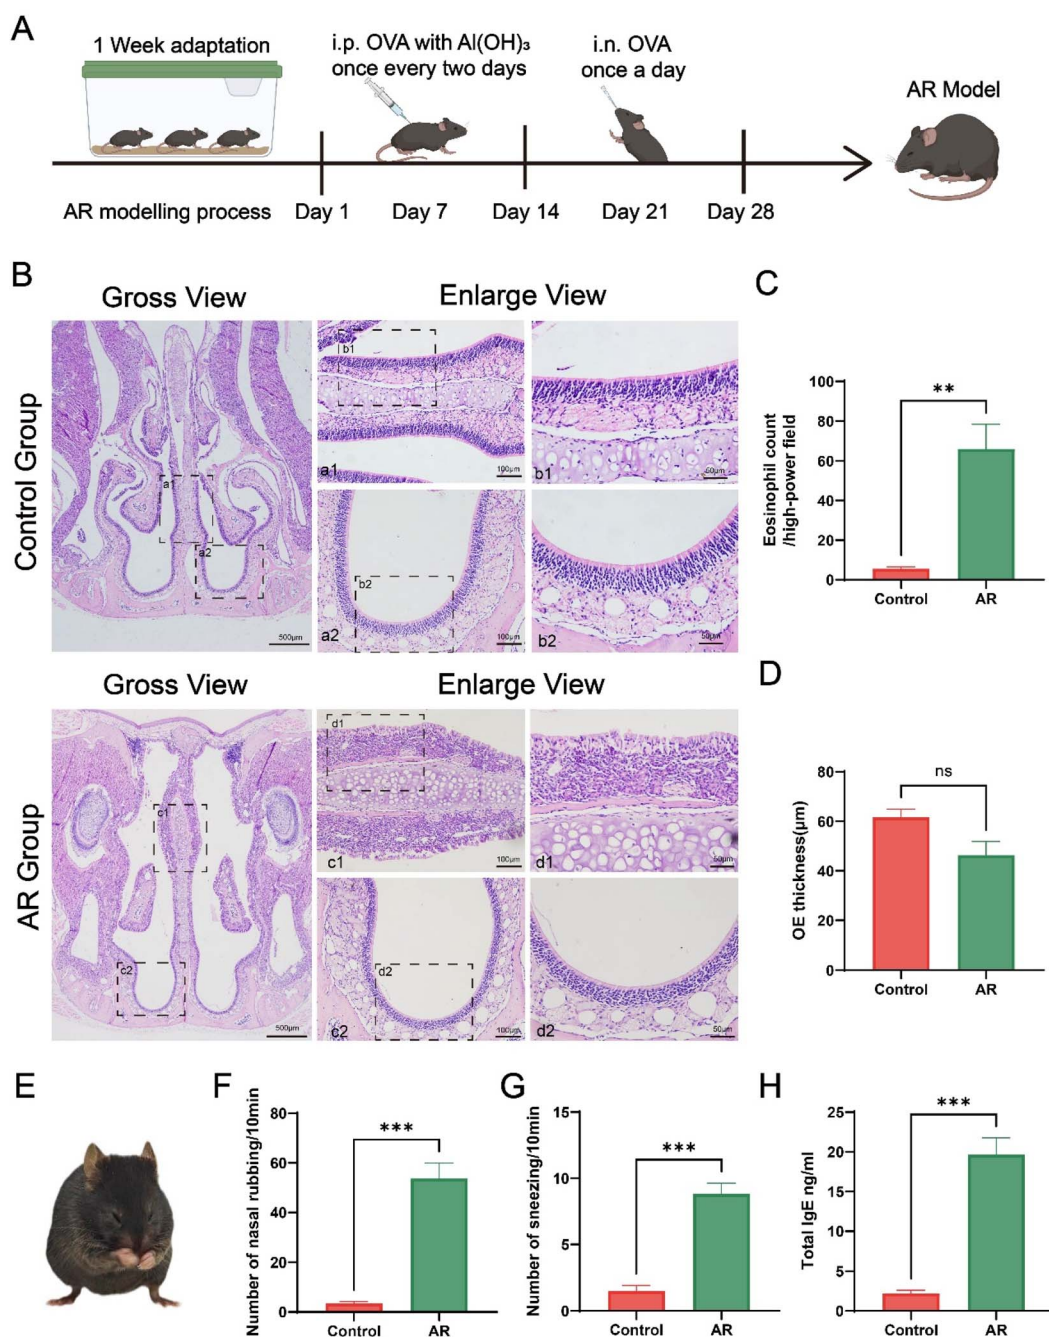 A
1 Week adaptation
i.p. OVA with Al(OH)₃
once every two days
i.n. OVA
once a day
AR Model
AR modelling process
Day 1
Day 7
Day 14
Day 21
Day 28
B
Gross View
Enlarge View
Control Group
a1
a2
500μm
b1
a1
100μm
b1
50μm
b2
a2
100μm
b2
50μm
Gross View
Enlarge View
AR Group
c1
c2
500μm
d1
c1
100μm
d1
50μm
d2
c2
100μm
d2
50μm
C
Eosinophil count
/high-power field
100
80
60
40
20
0
**
Control
AR
D
OE thickness(μm)
80
60
40
20
0
ns
Control
AR
E
F
Number of nasal rubbing/10min
80
60
40
20
0
***
Control
AR
G
Number of sneezing/10min
15
10
5
0
***
Control
AR
H
Total IgE ng/ml
25
20
15
10
5
0
***
Control
AR